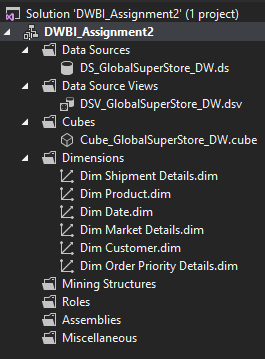 Solution 'DWBI_Assignment2' (1 project)
DWBI_Assignment2
Data Sources
DS_GlobalSuperStore_DW.ds
Data Source Views
DSV_GlobalSuperStore_DW.dsv
Cubes
Cube_GlobalSuperStore_DW.cube
Dimensions
Dim Shipment Details.dim
Dim Product.dim
Dim Date.dim
Dim Market Details.dim
Dim Customer.dim
Dim Order Priority Details.dim
Mining Structures
Roles
Assemblies
Miscellaneous